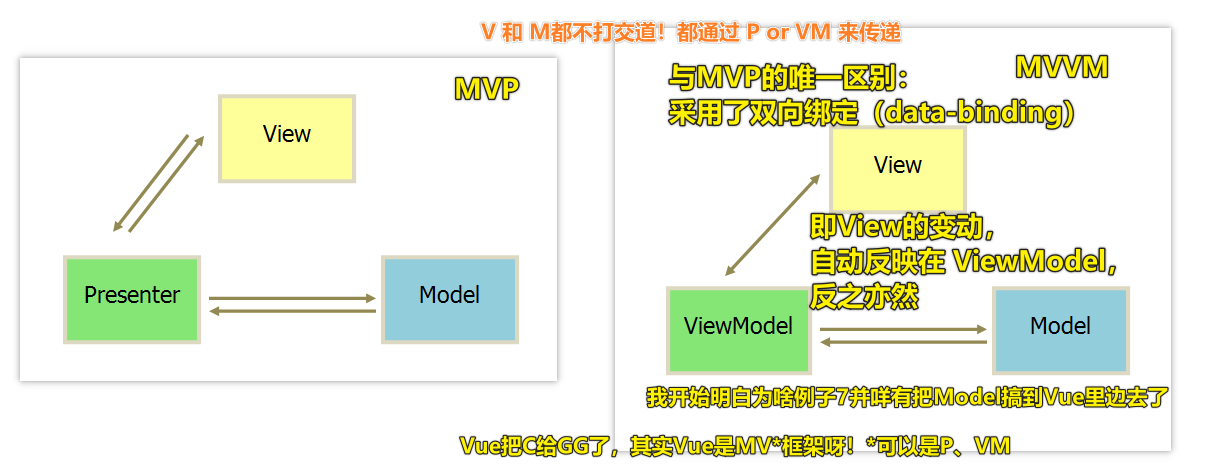 V 和 M都不打交道！都通过 P or VM 来传递
MVP
View
Presenter
Model
与MVP的唯一区别：
采用了双向绑定（data-binding）
MVVM
View
即View的变动，
自动反映在 ViewModel，
反之亦然
ViewModel
Model
我开始明白为啥例子7并咩有把Model搞到Vue里边去了
Vue把C给GG了，其实Vue是MV*框架呀！*可以是P、VM